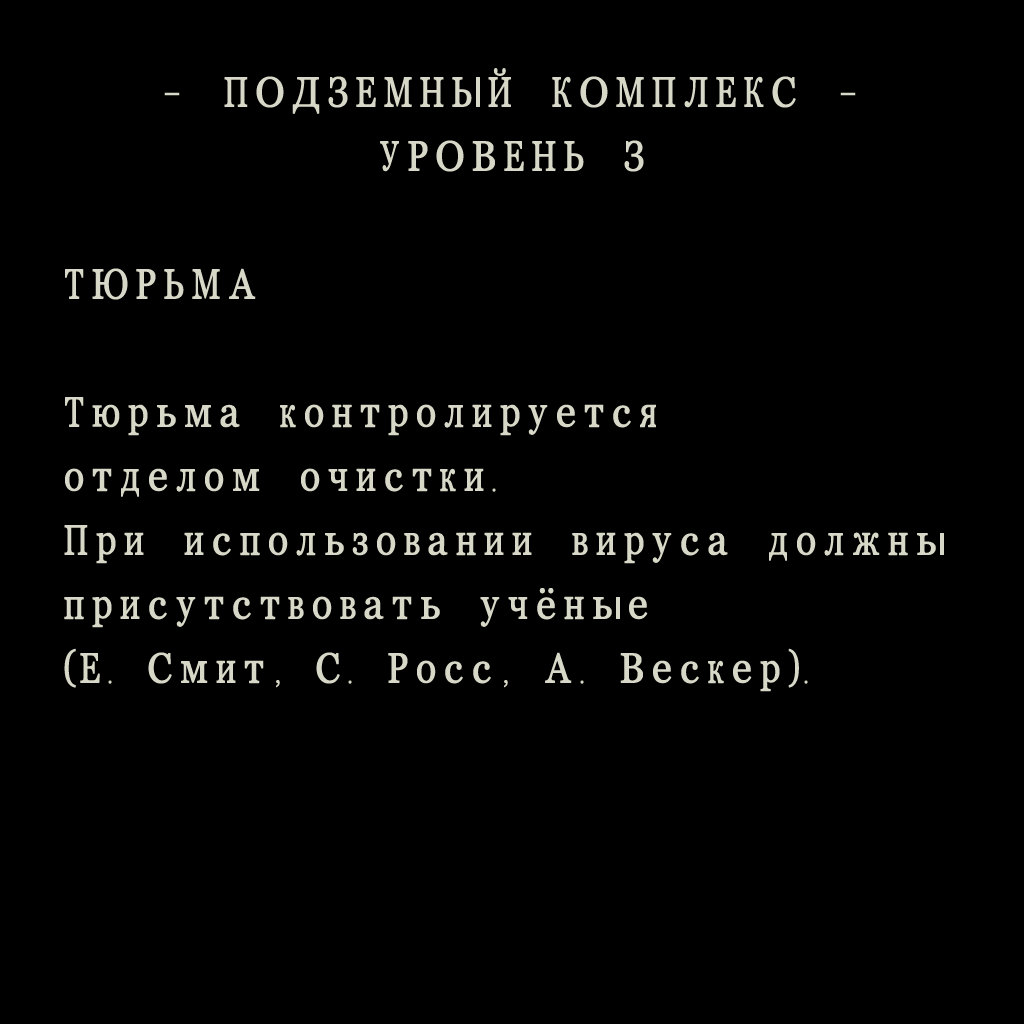 - ПОДЗЕМНЫЙ КОМПЛЕКС -
УРОВЕНЬ 3
ТЮРЬМА
Тюрьма контролируется
отделом очистки.
При использовании вируса должны
присутствовать учёные
(Е. Смит, С. Росс, А. Вескер).